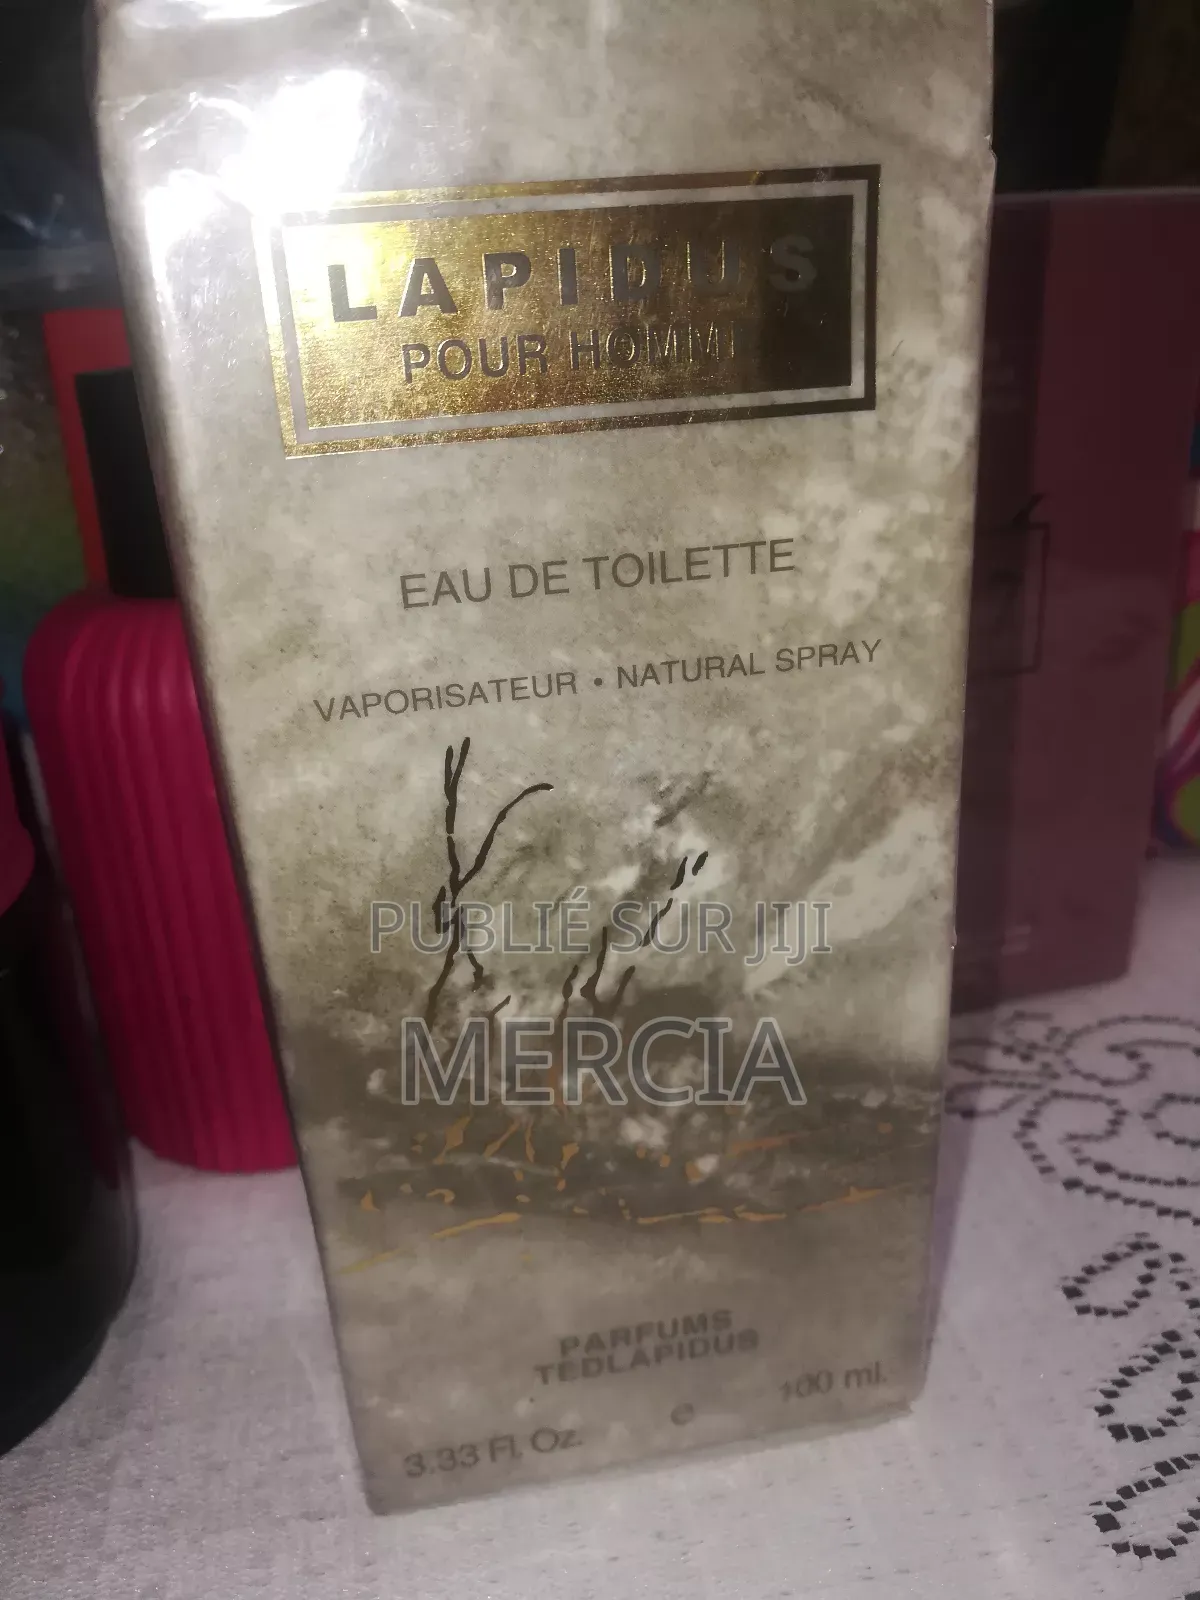 LAPIDUS
POUR HOMME
EAU DE TOILETTE
VAPORISATEUR • NATURAL SPRAY
PUBLIÉ SUR JIJI
MERCIA
PARFUMS
TEDLAPIDUS
100 ml.
e
3.33 Fl. Oz.